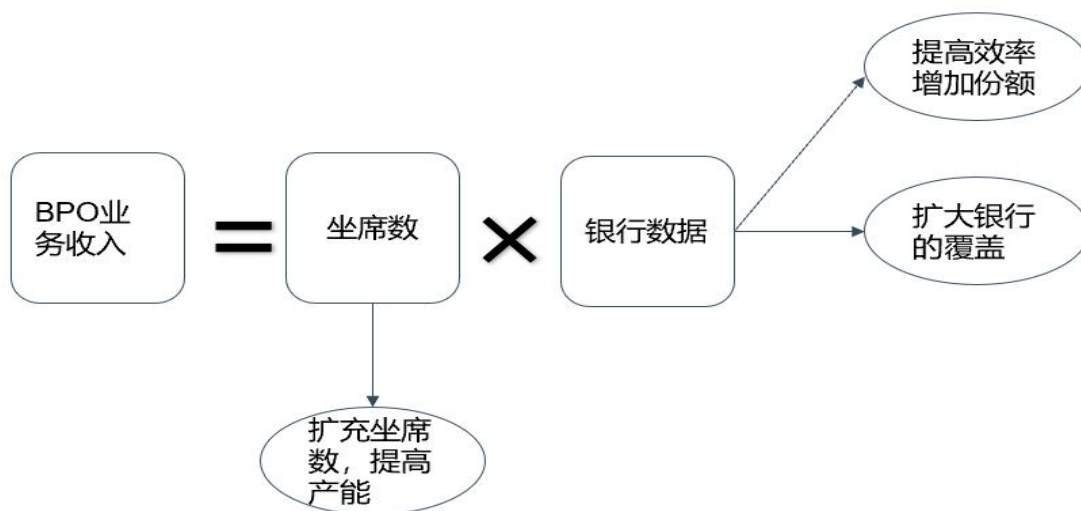 提高效率
增加份额
BPO业
务收入
=
坐席数
×
银行数据
扩大银行
的覆盖
扩充坐席
数，提高
产能